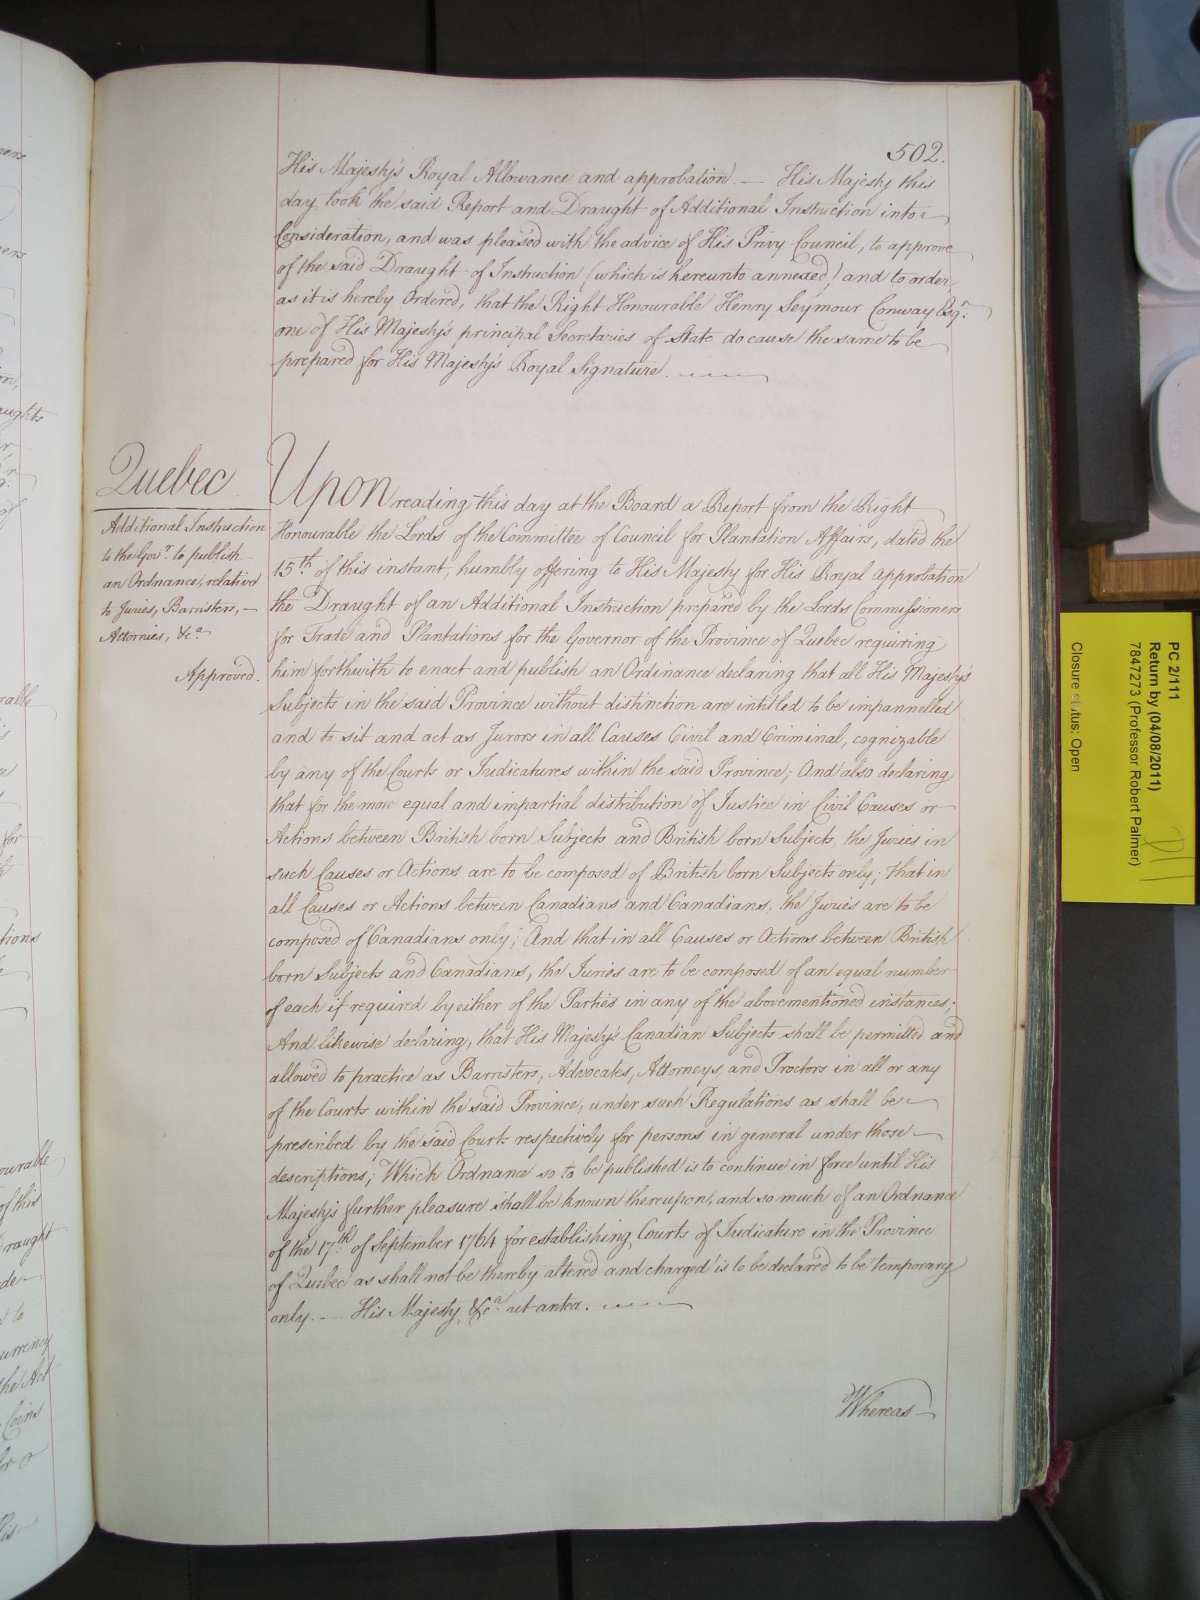 502.
His Majesty's Royal Allowance and approbation. — His Majesty this
day took the said Report and Draught of Additional Instruction into
Consideration, and was pleased with the advice of His Privy Council, to approve
of the said Draught of Instruction (which is hereunto annexed) and to order,
as it is hereby Ordered, that the Right Honourable Henry Seymour Conway Esqr.
one of His Majesty's principal Secretaries of State do cause the same to be
prepared for His Majesty's Royal Signature.
Quebec
Additional Instruction
to the Govr. to publish
an Ordnance, relative
to Juries, Barristers, —
Attornies, &ca.
Approved.
Upon reading this day at the Board a Report from the Right
Honourable the Lords of the Committee of Council for Plantation Affairs, dated the
15th. of this instant, humbly offering to His Majesty for His Royal approbation
the Draught of an Additional Instruction prepared by the Lords Commissioners
for Trade and Plantations for the Governor of the Province of Quebec requiring
him forthwith to enact and publish an Ordinance declaring that all His Majesty's
Subjects in the said Province without distinction are intitled to be impannelled
and to sit and act as Jurors in all Causes Civil and Criminal, cognizable
by any of the Courts or Judicatures within the said Province; And also declaring
that for the more equal and impartial distribution of Justice in Civil Causes or
Actions between British born Subjects and British born Subjects, the Juries in
such Causes or Actions are to be composed of British born Subjects only; that in
all Causes or Actions between Canadians and Canadians, the Juries are to be
composed of Canadians only; And that in all Causes or Actions between British
born Subjects and Canadians, the Juries are to be composed of an equal number
of each if required by either of the Parties in any of the abovementioned instances;
And likewise declaring, that His Majesty's Canadian Subjects shall be permitted and
allowed to practice as Barristers, Advocates, Attorneys, and Proctors in all or any
of the Courts within the said Province, under such Regulations as shall be
prescribed by the said Courts respectively for persons in general under those —
descriptions; Which Ordnance so to be published is to continue in force until His
Majesty's further pleasure shall be known thereupon, and so much of an Ordnance
of the 17th. of September 1764 for establishing Courts of Judicature in the Province
of Quebec as shall not be thereby altered and changed is to be declared to be temporary
only. — His Majesty, &ca. ut antea.
Whereas
PC 2/111
Return by (04/08/2011)
7847273 (Professor Robert Palmer)
Closure status: Open